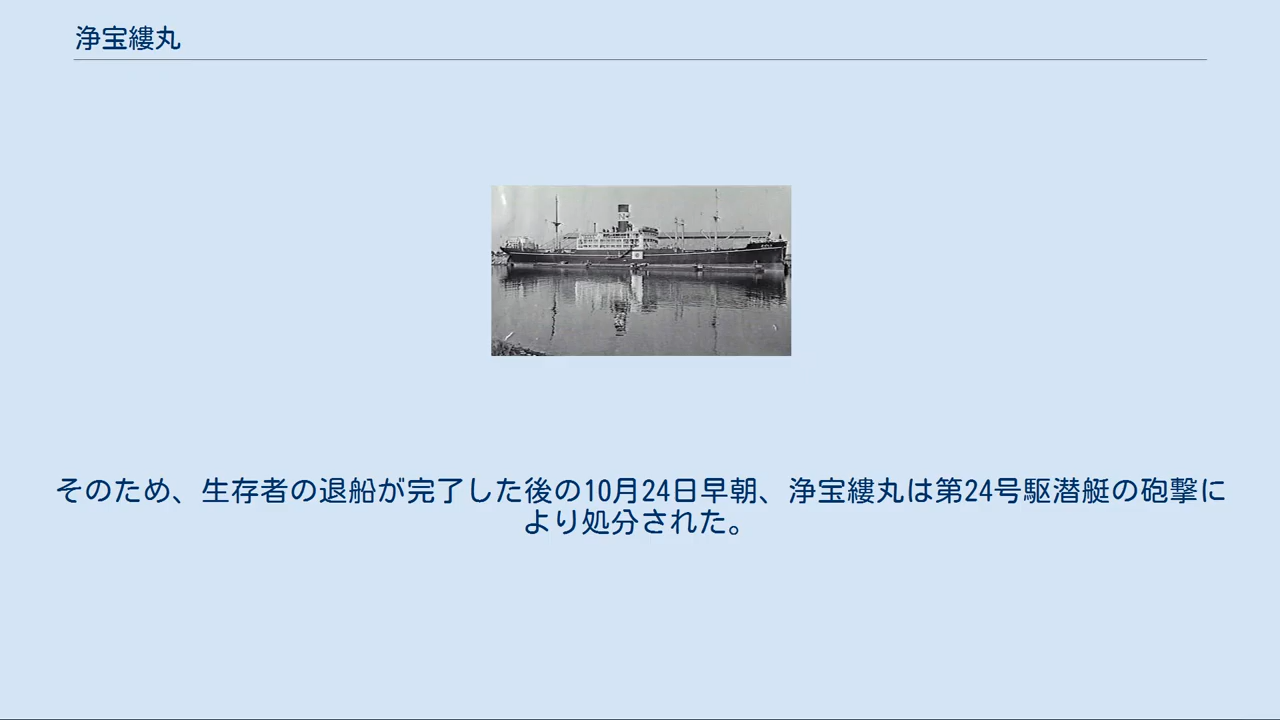 浄宝縷丸
そのため、生存者の退船が完了した後の10月24日早朝、浄宝縷丸は第24号駆潜艇の砲撃に
より処分された。